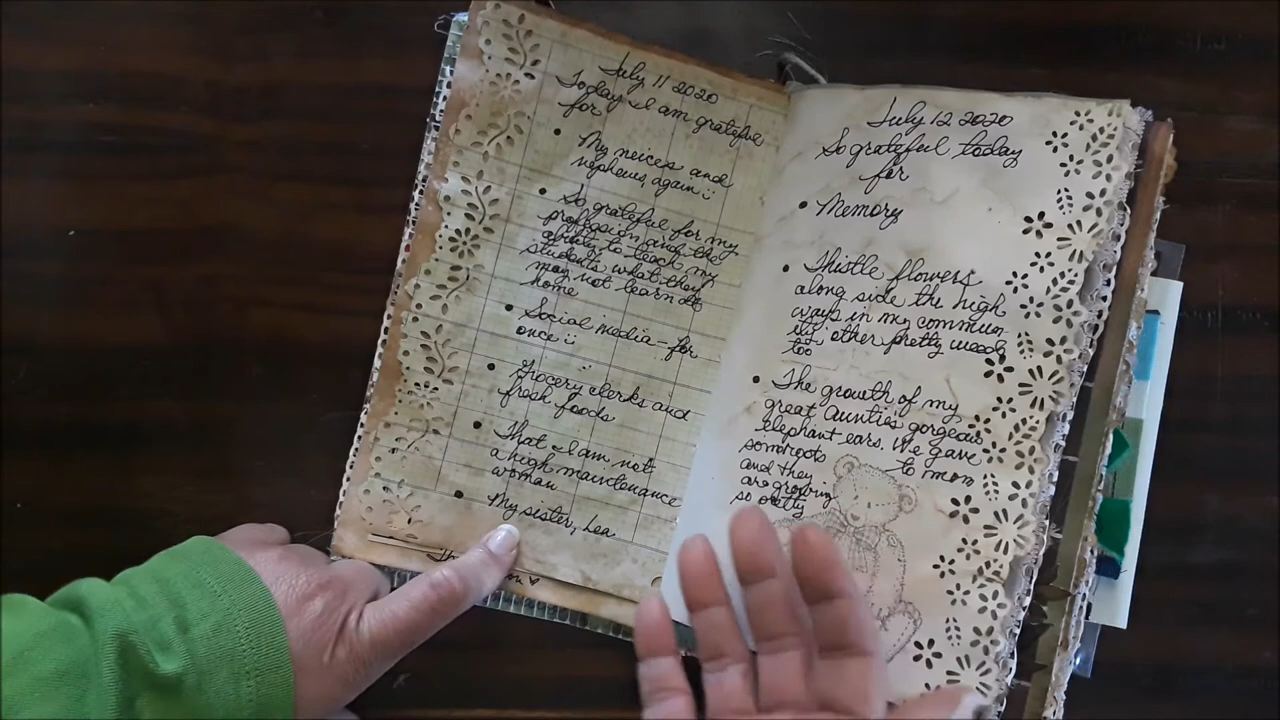 July 11 2020
Today I am grateful
for
• My neices and
nephews, again :)
• So grateful for my
profession and the
ability to teach my
students what they
may not learn at
home
• Social media - for
once :)
• Grocery clerks and
fresh foods
• That I am not
a high maintenance
woman
• My sister, Lea
you ♥
July 12 2020
So grateful today
for
• Memory
• Thistle flowers
along side the high
ways in my commun
ity, other pretty weeds
too
• The growth of my
great Aunties gorgeous
elephant ears. We gave
some roots to mom
and they
are growing
so pretty